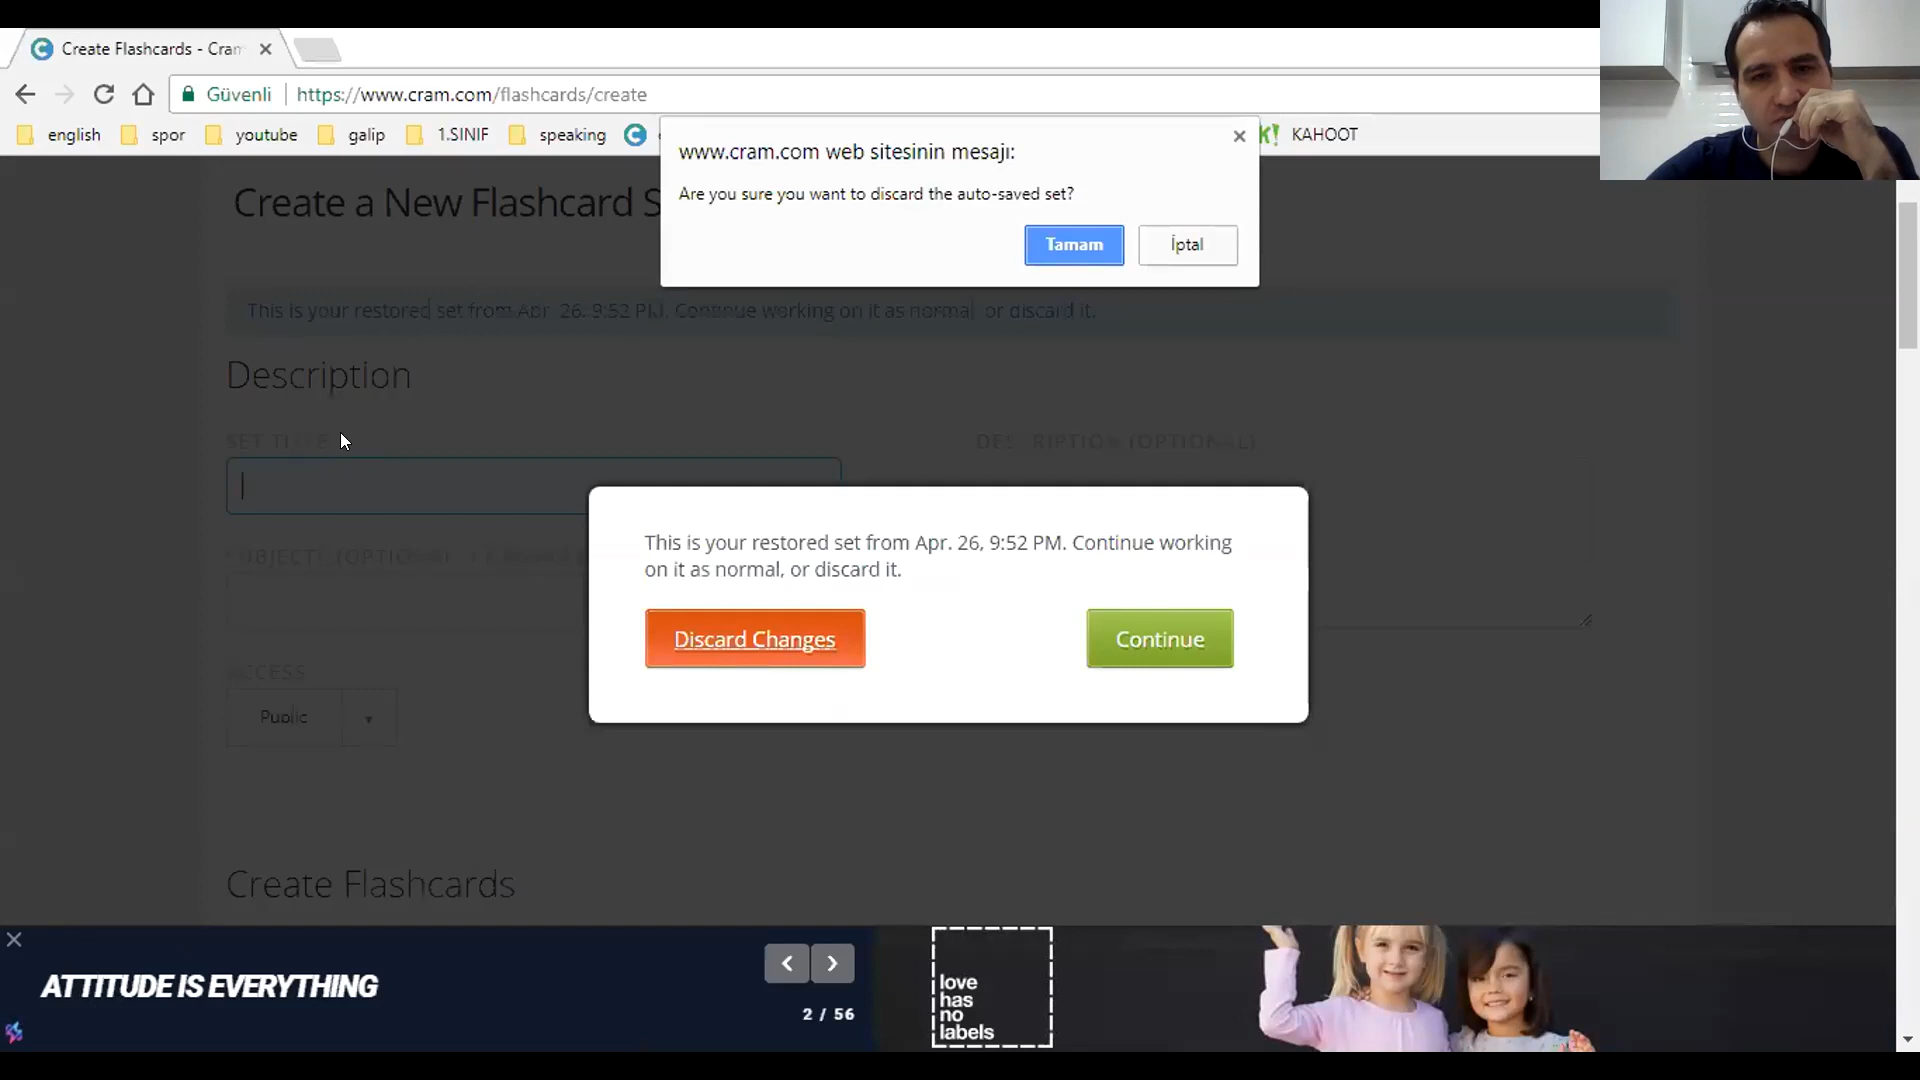 Create Flashcards - Cram
Güvenli https://www.cram.com/flashcards/create
english spor youtube galip 1.SINIF speaking KAHOOT
www.cram.com web sitesinin mesajı:
Are you sure you want to discard the auto-saved set?
Tamam İptal
Create a New Flashcard S
This is your restored set from Apr. 26, 9:52 PM. Continue working on it as normal, or discard it.
Description
SET TITLE DESCRIPTION (OPTIONAL)
This is your restored set from Apr. 26, 9:52 PM. Continue working
on it as normal, or discard it.
SUBJECT (OPTIONAL)
Discard Changes Continue
ACCESS
Public
Create Flashcards
ATTITUDE IS EVERYTHING
2 / 56
love
has
no
labels